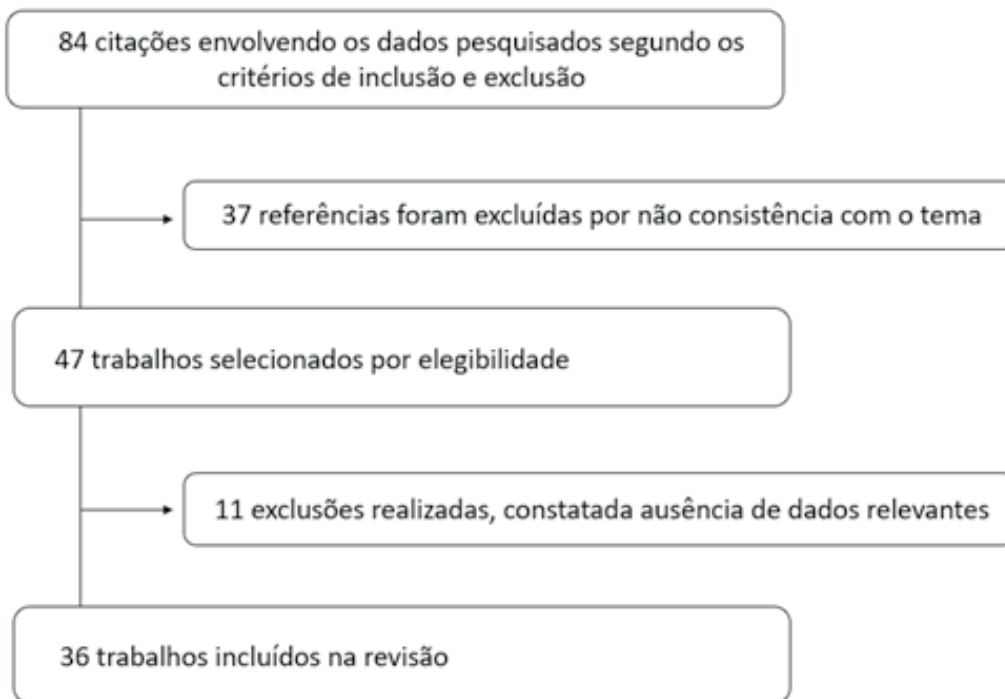 84 citações envolvendo os dados pesquisados segundo os
critérios de inclusão e exclusão
37 referências foram excluídas por não consistência com o tema
47 trabalhos selecionados por elegibilidade
11 exclusões realizadas, constatada ausência de dados relevantes
36 trabalhos incluídos na revisão